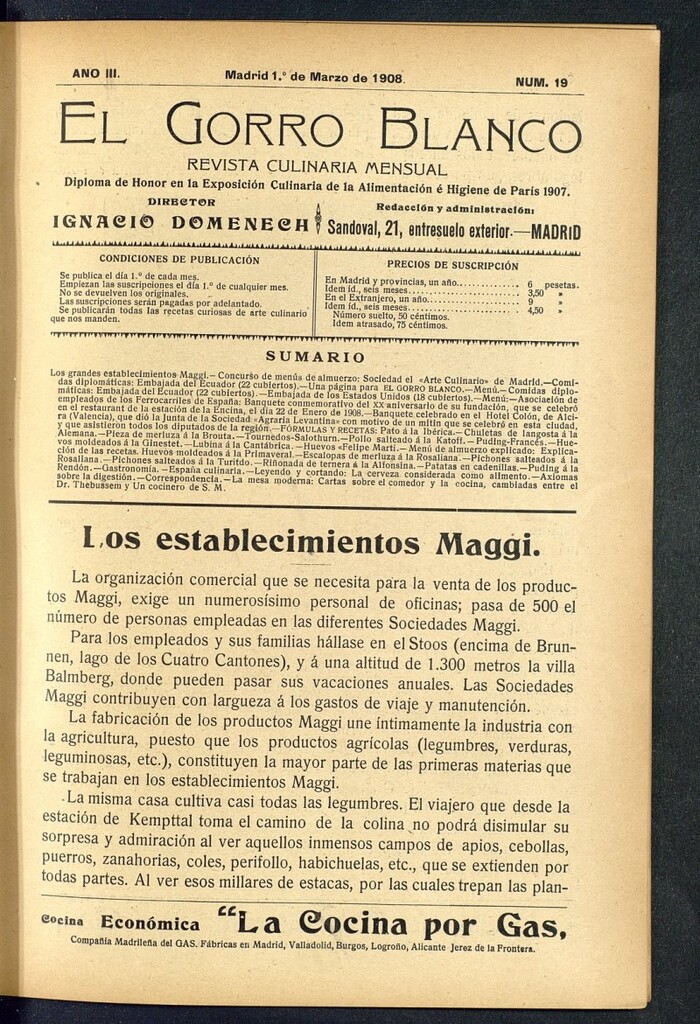 ANO III.
Madrid 1.º de Marzo de 1908.
NUM. 19
EL GORRO BLANCO
REVISTA CULINARIA MENSUAL
Diploma de Honor en la Exposición Culinaria de la Alimentación é Higiene de París 1907.
DIRECTOR
IGNACIO DOMENECH
Redacción y administración:
Sandoval, 21, entresuelo exterior.—MADRID
CONDICIONES DE PUBLICACIÓN
Se publica el día 1.º de cada mes.
Empiezan las suscripciones el día 1.º de cualquier mes.
No se devuelven los originales.
Las suscripciones serán pagadas por adelantado.
Se publicarán todas las recetas curiosas de arte culinario
que nos manden.
PRECIOS DE SUSCRIPCIÓN
En Madrid y provincias, un año............ 6 pesetas.
Idem íd., seis meses............ 3,50 »
En el Extranjero, un año............ 9 »
Idem íd., seis meses............ 4,50 »
Número suelto, 50 céntimos.
Idem atrasado, 75 céntimos.
SUMARIO
Los grandes establecimientos Maggi.—Concurso de menús de almuerzo: Sociedad el «Arte Culinario» de Madrid.—Comi-
das diplomáticas: Embajada del Ecuador (22 cubiertos).—Una página para EL GORRO BLANCO.—Menú.—Comidas diplo-
máticas: Embajada del Ecuador (22 cubiertos).—Embajada de los Estados Unidos (18 cubiertos).—Menú:—Asociación de
empleados de los Ferrocarriles de España: Banquete conmemorativo del XX aniversario de su fundación, que se celebró
en el restaurant de la estación de la Encina, el día 22 de Enero de 1908.—Banquete celebrado en el Hotel Colón, de Alci-
ra (Valencia), que dió la Junta de la Sociedad «Agraria Levantina» con motivo de un mitin que se celebró en esta ciudad,
y que asistieron todos los diputados de la región.—FÓRMULAS Y RECETAS: Pato á la Ibérica.—Chuletas de langosta á la
Alemana.—Pieza de merluza á la Brouta.—Tournedos-Salothurn.—Pollo salteado á la Katoff.—Puding-Francés.—Hue-
vos moldeados á la Ginestet.—Lubina á la Cantábrica.—Huevos «Felipe Marti.—Menú de almuerzo explicado: Explica-
ción de las recetas. Huevos moldeados á la Primaveral.—Escalopas de merluza á la Rosaliana.—Pichones salteados á la
Rosaliana.—Pichones salteados á la Turitdo.—Riñonada de ternera á la Alfonsina.—Patatas en cadenillas.—Puding á la
Rendón.—Gastronomía.—España culinaria.—Leyendo y cortando: La cerveza considerada como alimento.—Axiomas
sobre la digestión.—Correspondencia.—La mesa moderna: Cartas sobre el comedor y la cocina, cambiadas entre el
Dr. Thebussem y Un cocinero de S. M.
Los establecimientos Maggi.
La organización comercial que se necesita para la venta de los produc-
tos Maggi, exige un numerosísimo personal de oficinas; pasa de 500 el
número de personas empleadas en las diferentes Sociedades Maggi.
Para los empleados y sus familias hállase en el Stoos (encima de Brun-
nen, lago de los Cuatro Cantones), y á una altitud de 1.300 metros la villa
Balmberg, donde pueden pasar sus vacaciones anuales. Las Sociedades
Maggi contribuyen con largueza á los gastos de viaje y manutención.
La fabricación de los productos Maggi une íntimamente la industria con
la agricultura, puesto que los productos agrícolas (legumbres, verduras,
leguminosas, etc.), constituyen la mayor parte de las primeras materias que
se trabajan en los establecimientos Maggi.
La misma casa cultiva casi todas las legumbres. El viajero que desde la
estación de Kempttal toma el camino de la colina no podrá disimular su
sorpresa y admiración al ver aquellos inmensos campos de apios, cebollas,
puerros, zanahorias, coles, perifollo, habichuelas, etc., que se extienden por
todas partes. Al ver esos millares de estacas, por las cuales trepan las plan-
Cocina Económica “La Cocina por Gas,
Compañía Madrileña del GAS. Fábricas en Madrid, Valladolid, Burgos, Logroño, Alicante Jerez de la Frontera.